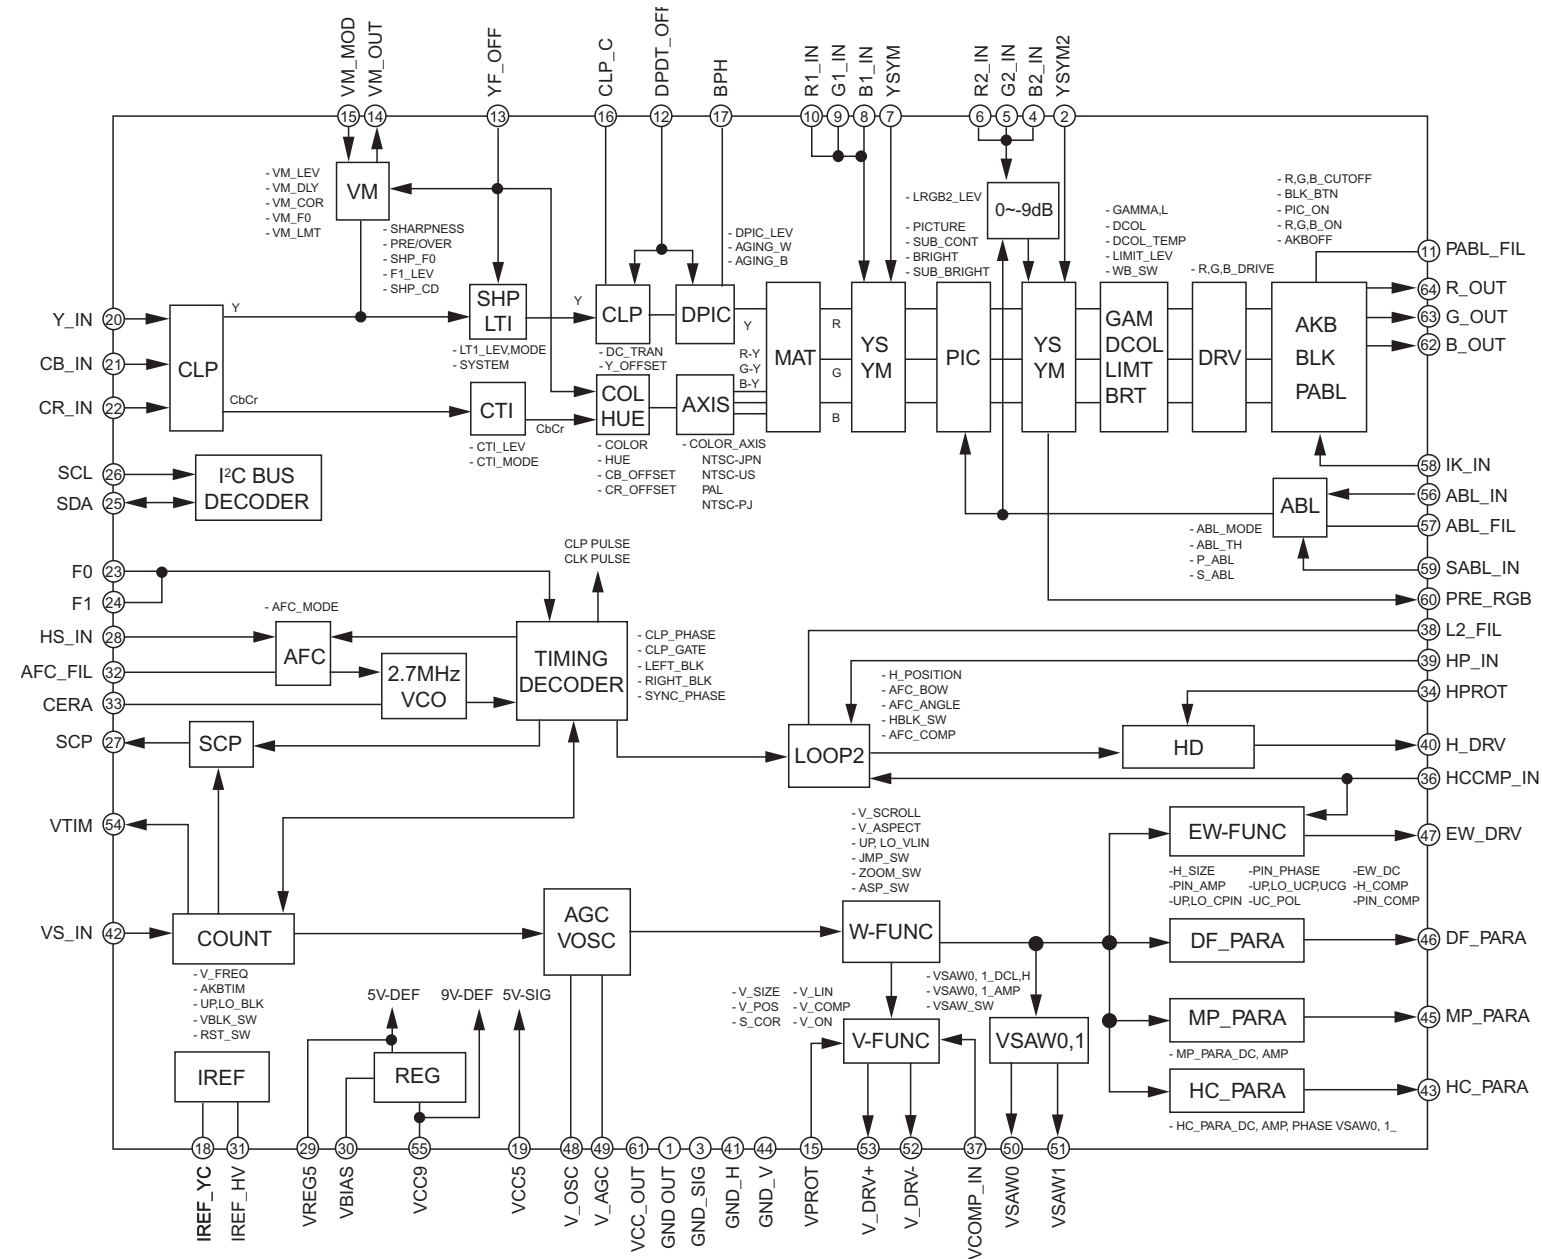 VM_MOD
VM_OUT
YF_OFF
CLP_C
DPDT_OFF
BPH
R1_IN
G1_IN
B1_IN
YSYM
R2_IN
G2_IN
B2_IN
YSYM2
15
14
13
16
12
17
10
9
8
7
6
5
4
2
VM
- VM_LEV
- VM_DLY
- VM_COR
- VM_F0
- VM_LMT
- SHARPNESS
- PRE/OVER
- SHP_F0
- F1_LEV
- SHP_CD
- DPIC_LEV
- AGING_W
- AGING_B
- LRGB2_LEV
0~-9dB
- PICTURE
- SUB_CONT
- BRIGHT
- SUB_BRIGHT
- GAMMA,L
- DCOL
- DCOL_TEMP
- LIMIT_LEV
- WB_SW
- R,G,B_DRIVE
- R,G,B_CUTOFF
- BLK_BTN
- PIC_ON
- R,G,B_ON
- AKBOFF
11 PABL_FIL
64 R_OUT
63 G_OUT
62 B_OUT
Y_IN 20
CB_IN 21
CR_IN 22
CLP
Y
CbCr
SHP
LTI
- LT1_LEV,MODE
- SYSTEM
Y
CLP
- DC_TRAN
- Y_OFFSET
DPIC
Y
R-Y
G-Y
B-Y
MAT
R
G
B
YS
YM
PIC
YS
YM
GAM
DCOL
LIMT
BRT
DRV
AKB
BLK
PABL
CTI
- CTI_LEV
- CTI_MODE
CbCr
COL
HUE
- COLOR
- HUE
- CB_OFFSET
- CR_OFFSET
AXIS
- COLOR_AXIS
NTSC-JPN
NTSC-US
PAL
NTSC-PJ
SCL 26
SDA 25
I²C BUS
DECODER
58 IK_IN
56 ABL_IN
57 ABL_FIL
59 SABL_IN
60 PRE_RGB
ABL
- ABL_MODE
- ABL_TH
- P_ABL
- S_ABL
CLP PULSE
CLK PULSE
F0 23
F1 24
HS_IN 28
AFC_FIL 32
CERA 33
SCP 27
- AFC_MODE
AFC
2.7MHz
VCO
TIMING
DECODER
- CLP_PHASE
- CLP_GATE
- LEFT_BLK
- RIGHT_BLK
- SYNC_PHASE
SCP
38 L2_FIL
39 HP_IN
34 HPROT
40 H_DRV
36 HCCMP_IN
- H_POSITION
- AFC_BOW
- AFC_ANGLE
- HBLK_SW
- AFC_COMP
LOOP2
HD
VTIM 54
VS_IN 42
COUNT
- V_FREQ
- AKBTIM
- UP,LO_BLK
- VBLK_SW
- RST_SW
AGC
VOSC
- V_SCROLL
- V_ASPECT
- UP, LO_VLIN
- JMP_SW
- ZOOM_SW
- ASP_SW
W-FUNC
EW-FUNC
47 EW_DRV
-H_SIZE -PIN_PHASE -EW_DC
-PIN_AMP -UP,LO_UCP,UCG -H_COMP
-UP,LO_CPIN -UC_POL -PIN_COMP
DF_PARA
46 DF_PARA
MP_PARA
45 MP_PARA
- MP_PARA_DC, AMP
HC_PARA
43 HC_PARA
- HC_PARA_DC, AMP, PHASE VSAW0, 1_
5V-DEF
9V-DEF
5V-SIG
IREF
REG
- V_SIZE - V_LIN
- V_POS - V_COMP
- S_COR - V_ON
- VSAW0, 1_DCL,H
- VSAW0, 1_AMP
- VSAW_SW
V-FUNC
VSAW0,1
18
31
29
30
55
19
48
49
61
1
3
41
44
15
53
52
37
50
51
IREF_YC
IREF_HV
VREG5
VBIAS
VCC9
VCC5
V_OSC
V_AGC
VCC_OUT
GND OUT
GND_SIG
GND_H
GND_V
VPROT
V_DRV+
V_DRV-
VCOMP_IN
VSAW0
VSAW1